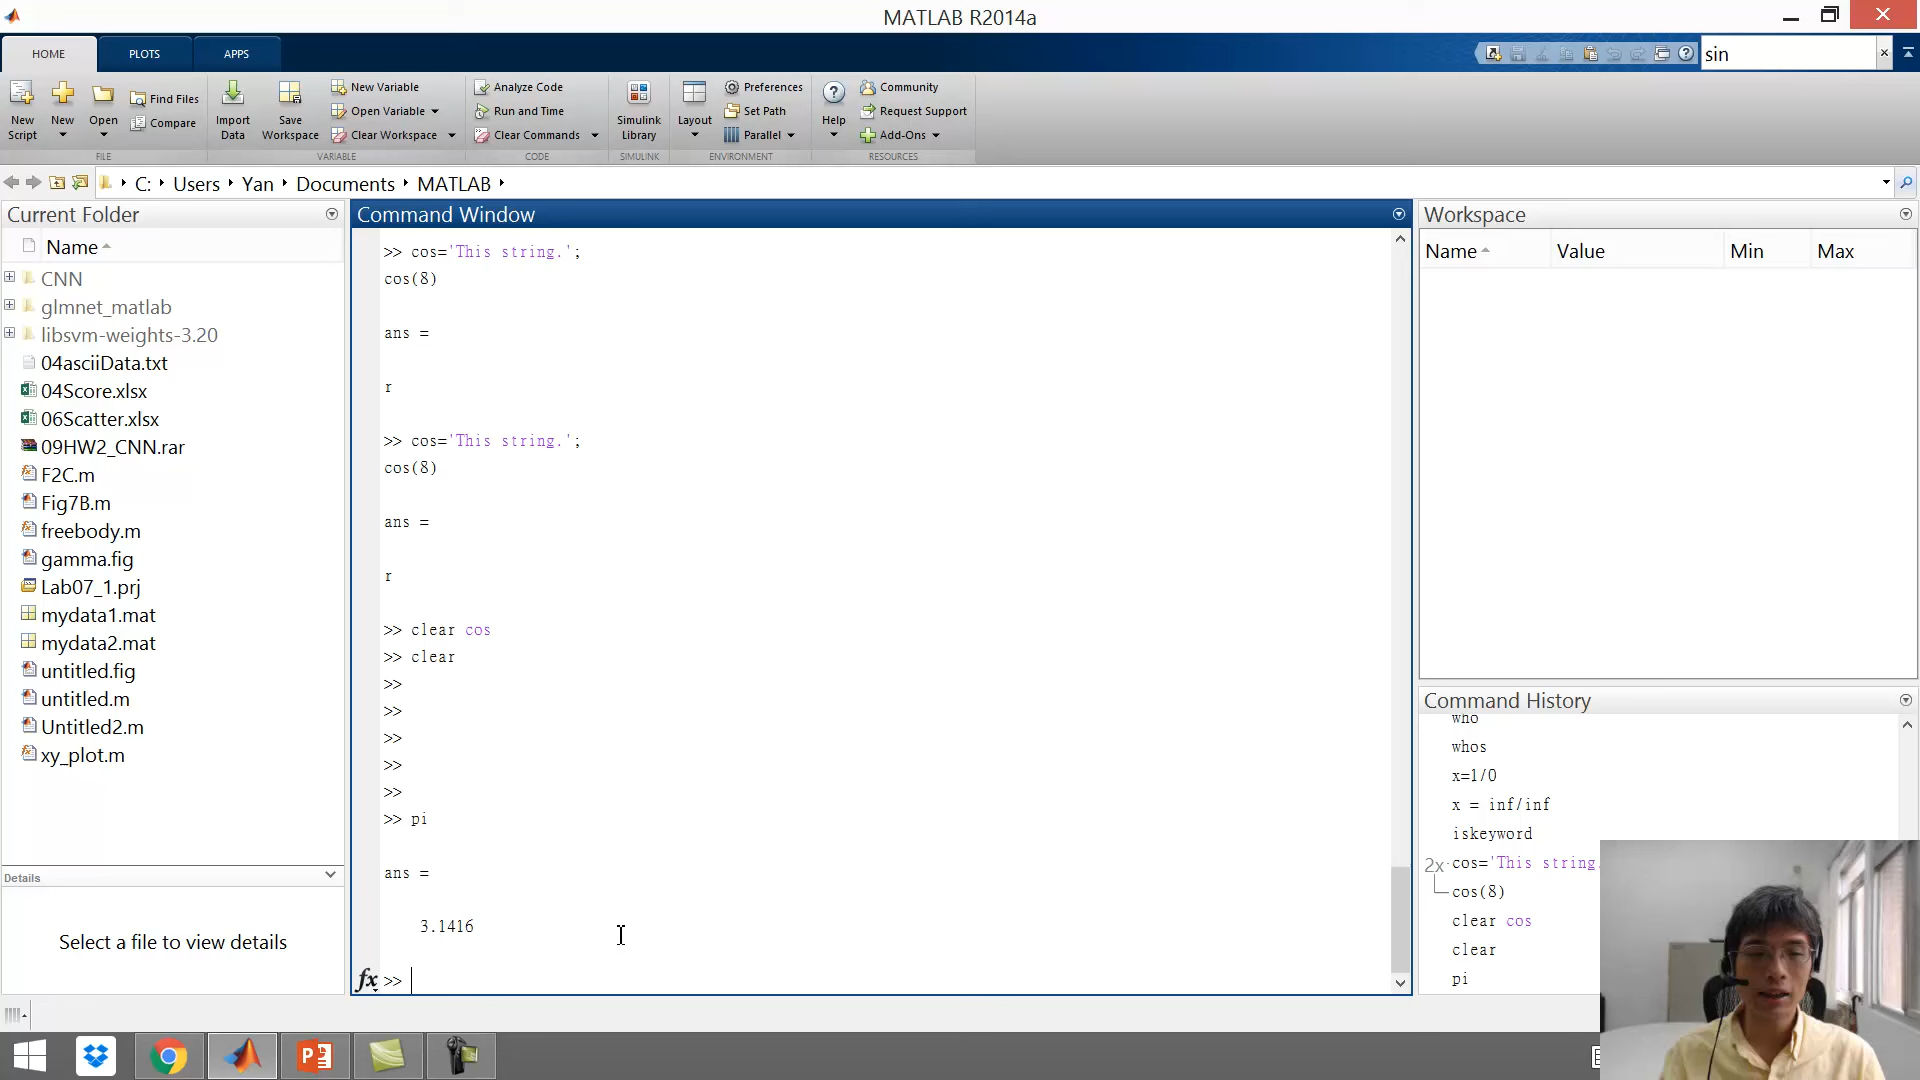 MATLAB R2014a
HOME
PLOTS
APPS
sin
New Script
New
Open
Find Files
Compare
FILE
Import Data
Save Workspace
New Variable
Open Variable
Clear Workspace
VARIABLE
Analyze Code
Run and Time
Clear Commands
CODE
Simulink Library
SIMULINK
Layout
Preferences
Set Path
Parallel
ENVIRONMENT
Help
Community
Request Support
Add-Ons
RESOURCES
C: Users Yan Documents MATLAB
Current Folder
Name
CNN
glmnet_matlab
libsvm-weights-3.20
04asciiData.txt
04Score.xlsx
06Scatter.xlsx
09HW2_CNN.rar
F2C.m
Fig7B.m
freebody.m
gamma.fig
Lab07_1.prj
mydata1.mat
mydata2.mat
untitled.fig
untitled.m
Untitled2.m
xy_plot.m
Details
Select a file to view details
Command Window
>> cos='This string.';
cos(8)
ans =
r
>> cos='This string.';
cos(8)
ans =
r
>> clear cos
>> clear
>>
>>
>>
>>
>>
>> pi
ans =
3.1416
fx >>
Workspace
Name Value Min Max
Command History
who
whos
x=1/0
x = inf/inf
iskeyword
2x cos='This string.
cos(8)
clear cos
clear
pi